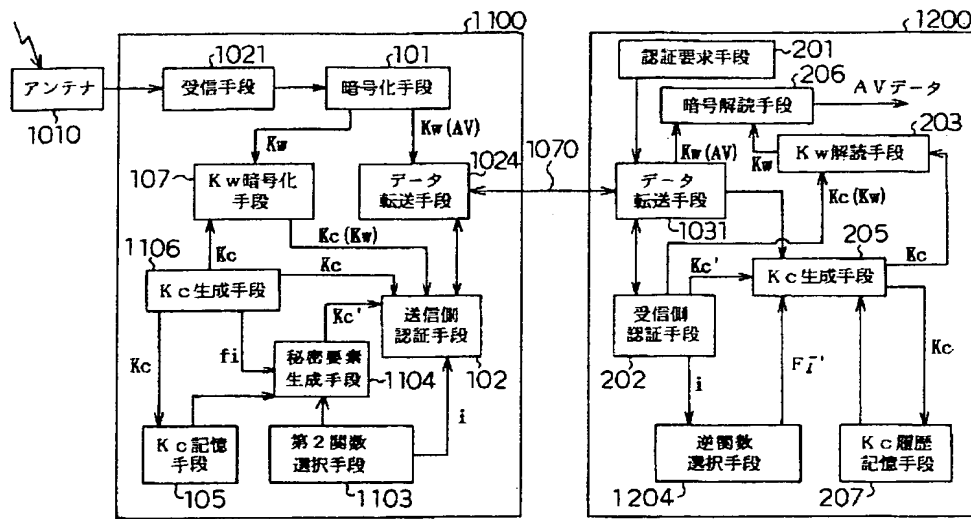 1100
1200
1021
101
201
アンテナ
受信手段
暗号化手段
認証要求手段
206
1010
暗号解読手段
AVデータ
203
Kw
Kw(AV)
1024
1070
Kw(AV)
Kw
Kw解読手段
107
Kw暗号化
手段
データ
転送手段
データ
転送手段
Kc(Kw)
1031
Kc(Kw)
205
1106
Kc
Kc
Kc'
Kc生成手段
Kc
Kc生成手段
Kc'
送信側
認証手段
受信側
認証手段
Kc
fi
秘密要素
生成手段
1104
102
202
i
Kc
i
Kc記憶
手段
第2関数
選択手段
逆関数
選択手段
Kc履歴
記憶手段
105
1103
1204
207